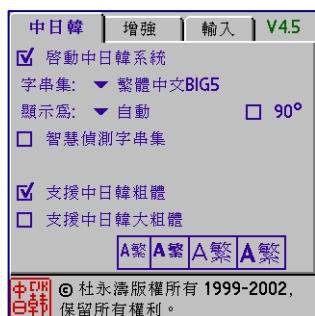 中日韓 增強 輸入 V4.5
啓動中日韓系統
字串集: 繁體中文BIG5
顯示爲: 自動 90°
智慧偵測字串集
支援中日韓粗體
支援中日韓大粗體
A繁 A繁 A繁 A繁
中日韓 © 杜永濤版權所有 1999-2002,
保留所有權利。